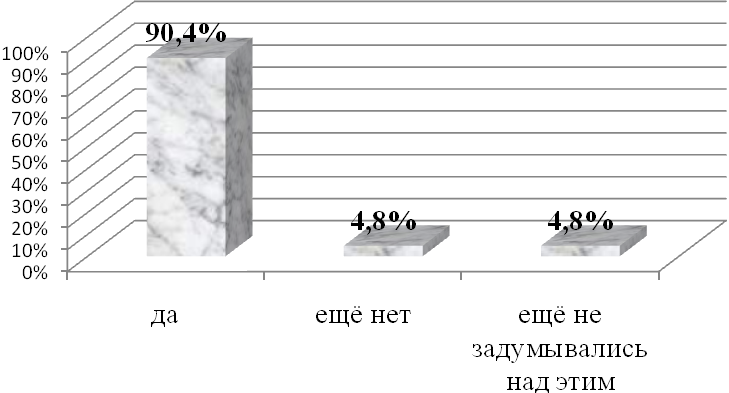 90,4%
100%
90%
80%
70%
60%
50%
40%
30%
20%
10%
0%
4,8%
4,8%
да
ещё нет
ещё не
задумывались
над этим